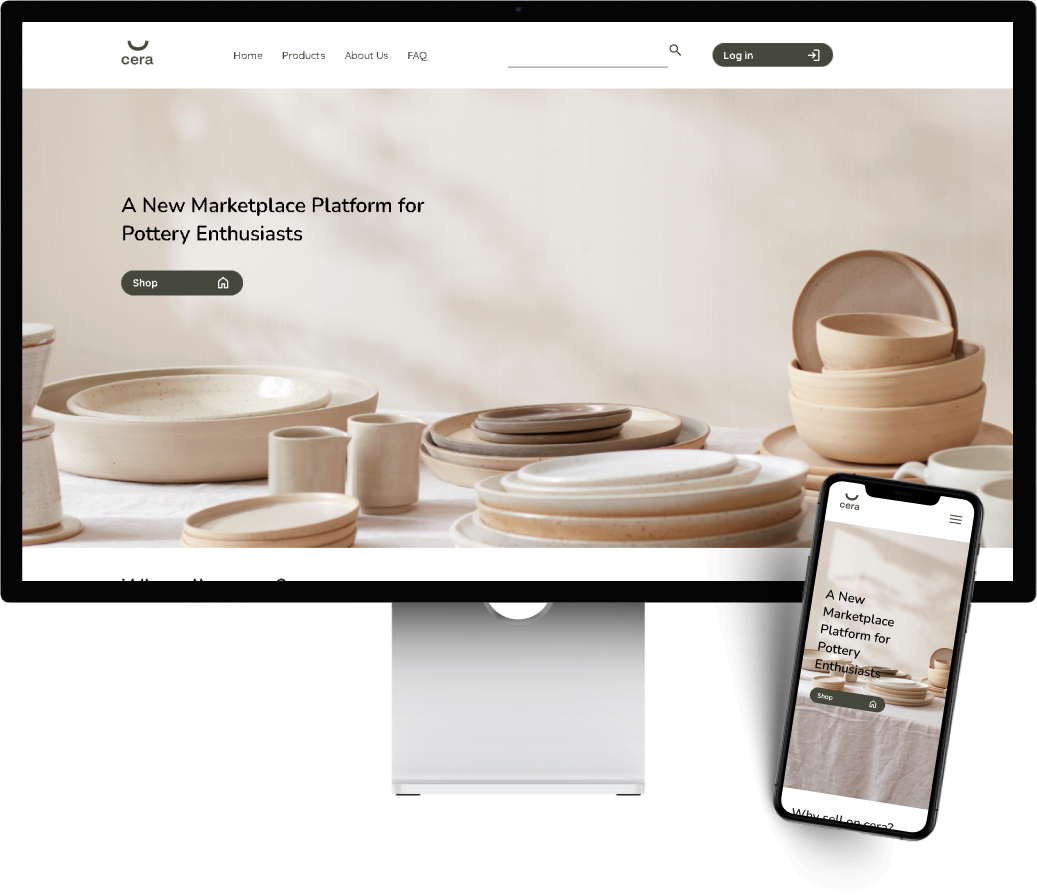 cera
Home Products About Us FAQ
Log in
A New Marketplace Platform for
Pottery Enthusiasts
Shop
cera
A New
Marketplace
Platform for
Pottery
Enthusiasts
Shop
Why sell on cera?